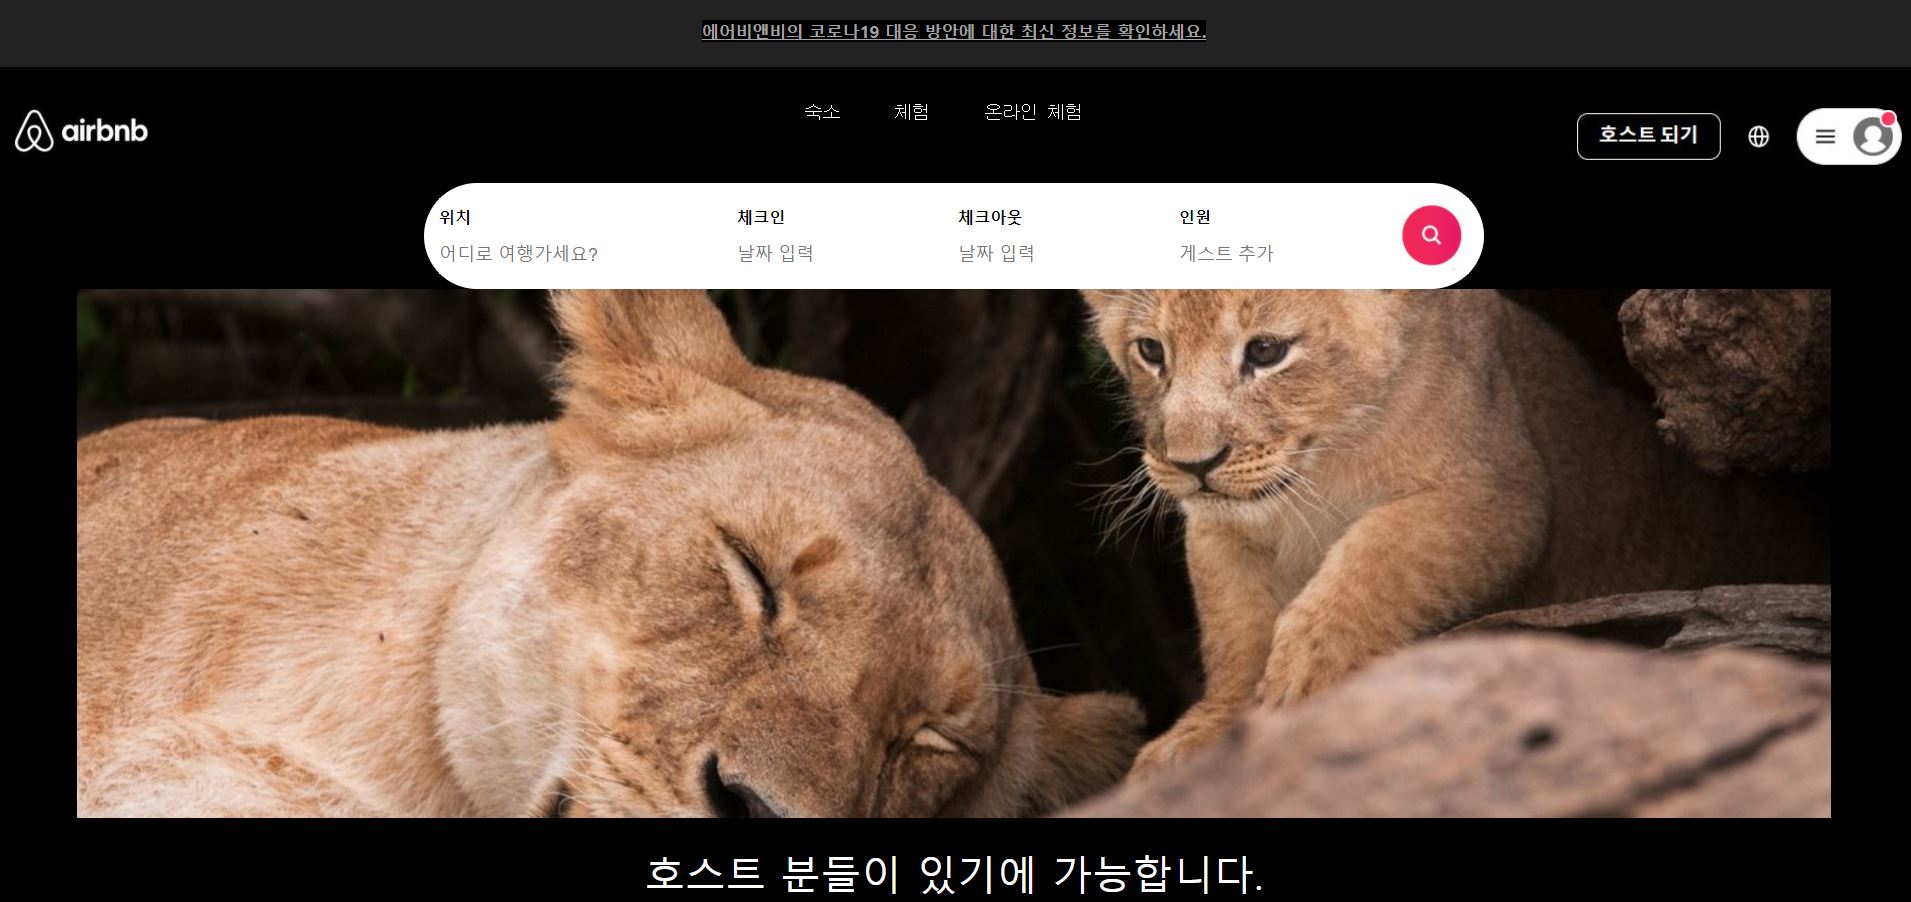 에어비앤비의 코로나19 대응 방안에 대한 최신 정보를 확인하세요.
airbnb
숙소 체험 온라인 체험
호스트 되기
위치 체크인 체크아웃 인원
어디로 여행가세요? 날짜 입력 날짜 입력 게스트 추가
호스트 분들이 있기에 가능합니다.